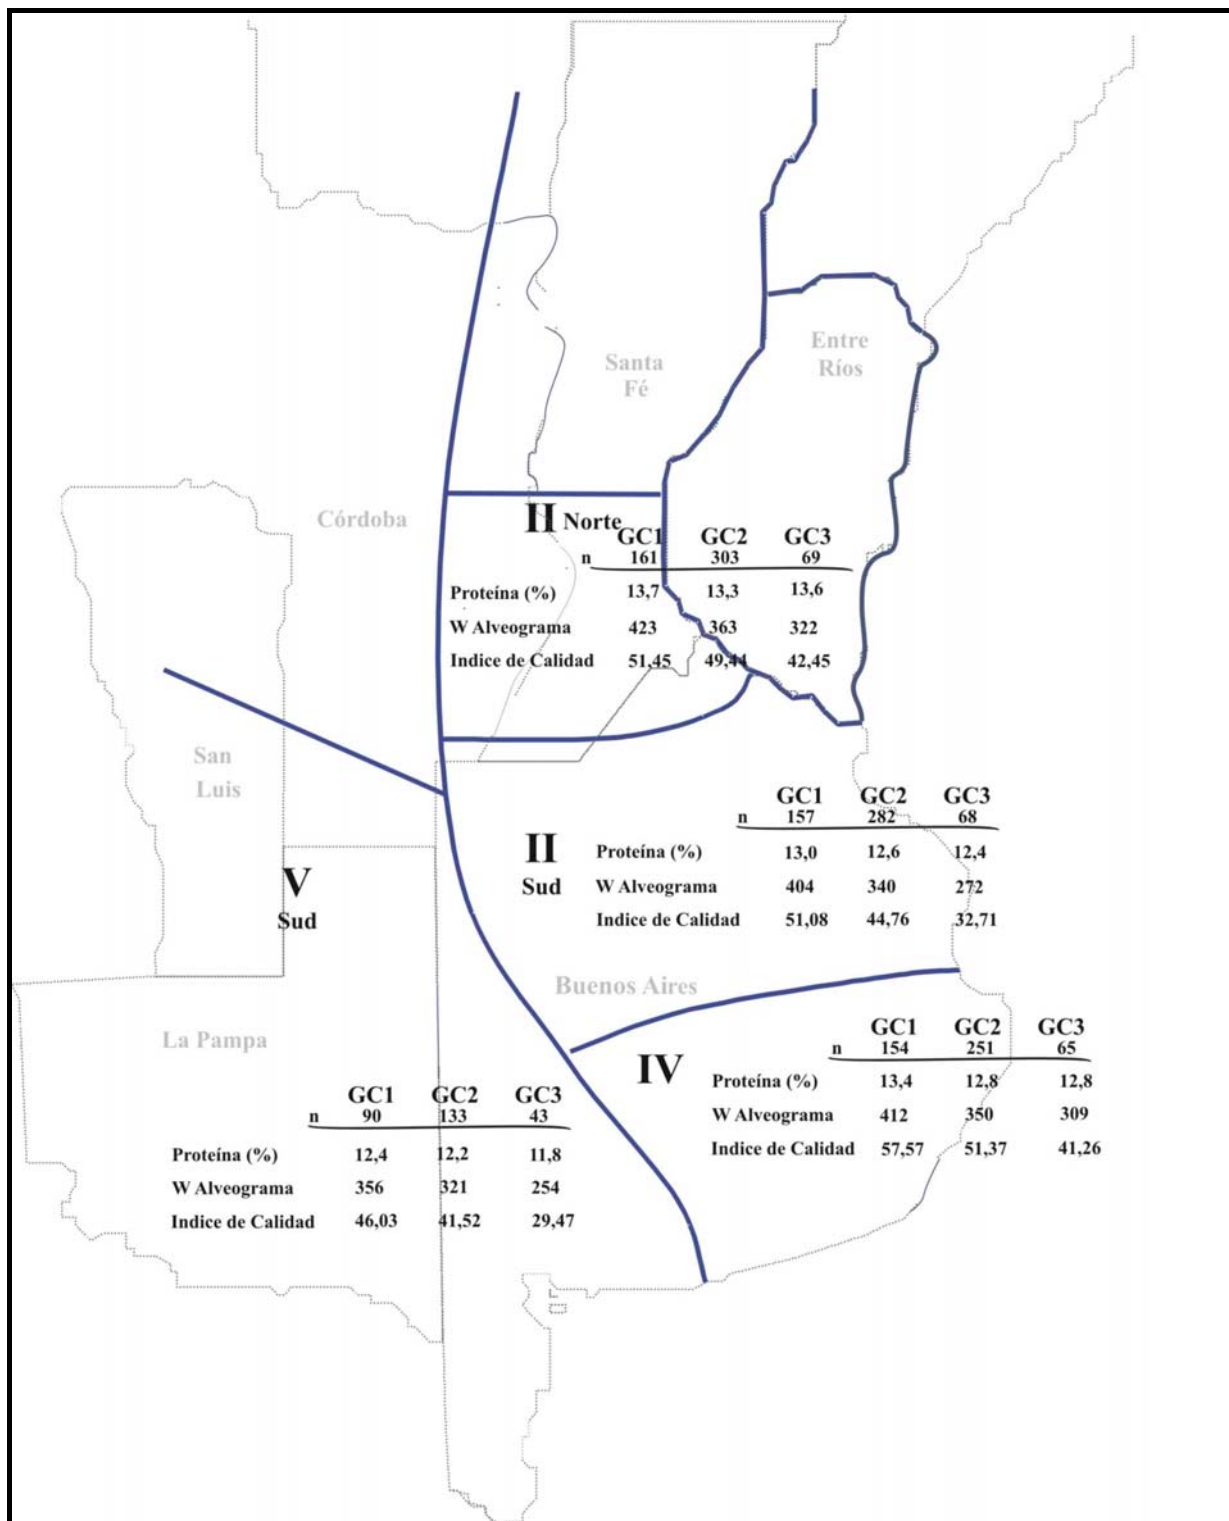 Entre
Ríos
Santa
Fé
Córdoba
II Norte
GC1 GC2 GC3
n 161 303 69
Proteína (%) 13,7 13,3 13,6
W Alveograma 423 363 322
Indice de Calidad 51,45 49,44 42,45
San
Luis
GC1 GC2 GC3
n 157 282 68
II
Sud
Proteína (%) 13,0 12,6 12,4
W Alveograma 404 340 272
Indice de Calidad 51,08 44,76 32,71
V
Sud
Buenos Aires
La Pampa
IV
GC1 GC2 GC3
n 154 251 65
Proteína (%) 13,4 12,8 12,8
W Alveograma 412 350 309
Indice de Calidad 57,57 51,37 41,26
GC1 GC2 GC3
n 90 133 43
Proteína (%) 12,4 12,2 11,8
W Alveograma 356 321 254
Indice de Calidad 46,03 41,52 29,47